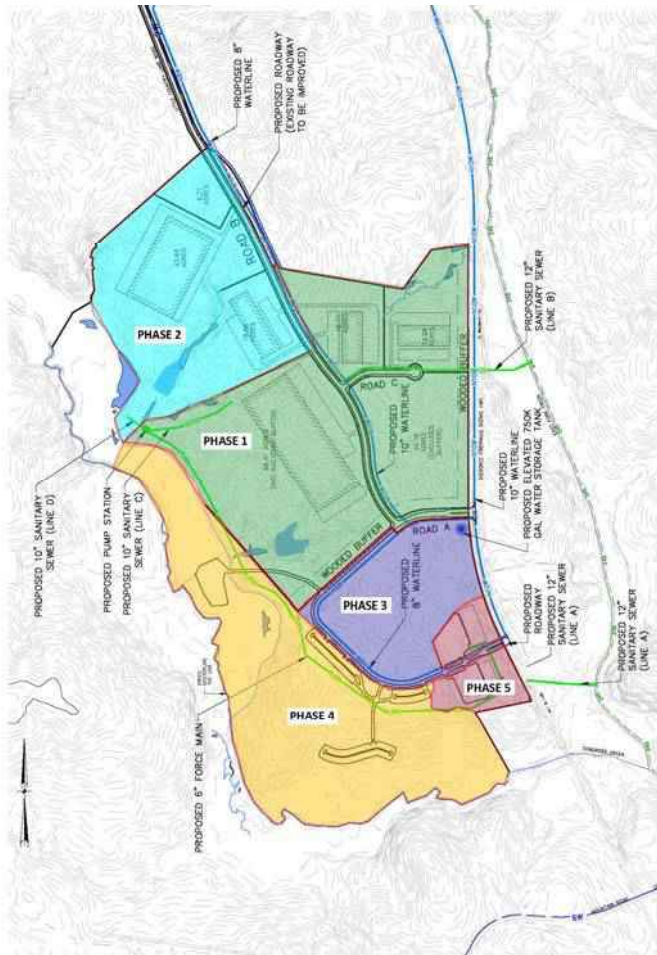 PROPOSED 8"
WATERLINE
PROPOSED ROADWAY
(EXISTING ROADWAY
TO BE IMPROVED)
ROAD B
PHASE 2
PROPOSED 10" SANITARY
SEWER (LINE D)
PROPOSED PUMP STATION
PROPOSED 10" SANITARY
SEWER (LINE C)
PHASE 1
ROAD C
PROPOSED
10" WATERLINE
WOODED BUFFER
PROPOSED 12"
SANITARY SEWER
(LINE B)
WOODED BUFFER
ROAD A
PROPOSED
10" WATERLINE
PROPOSED ELEVATED 750K
GAL WATER STORAGE TANK
PHASE 3
PROPOSED
8" WATERLINE
PROPOSED
ROADWAY
PROPOSED 12"
SANITARY SEWER
(LINE A)
PROPOSED 12"
SANITARY SEWER
(LINE A)
PHASE 5
PHASE 4
PROPOSED 6" FORCE MAIN